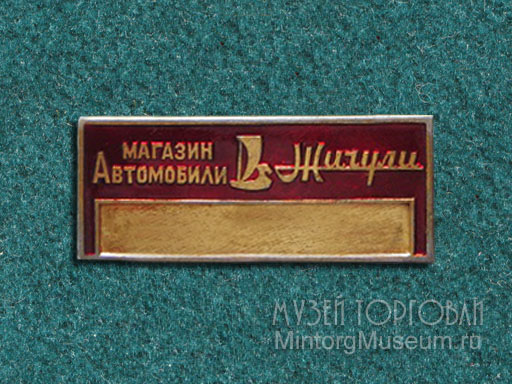 МАГАЗИН
АВТОМОБИЛИ
Жигули
МУЗЕЙ ТОРГОВЛИ
MintorgMuseum.ru